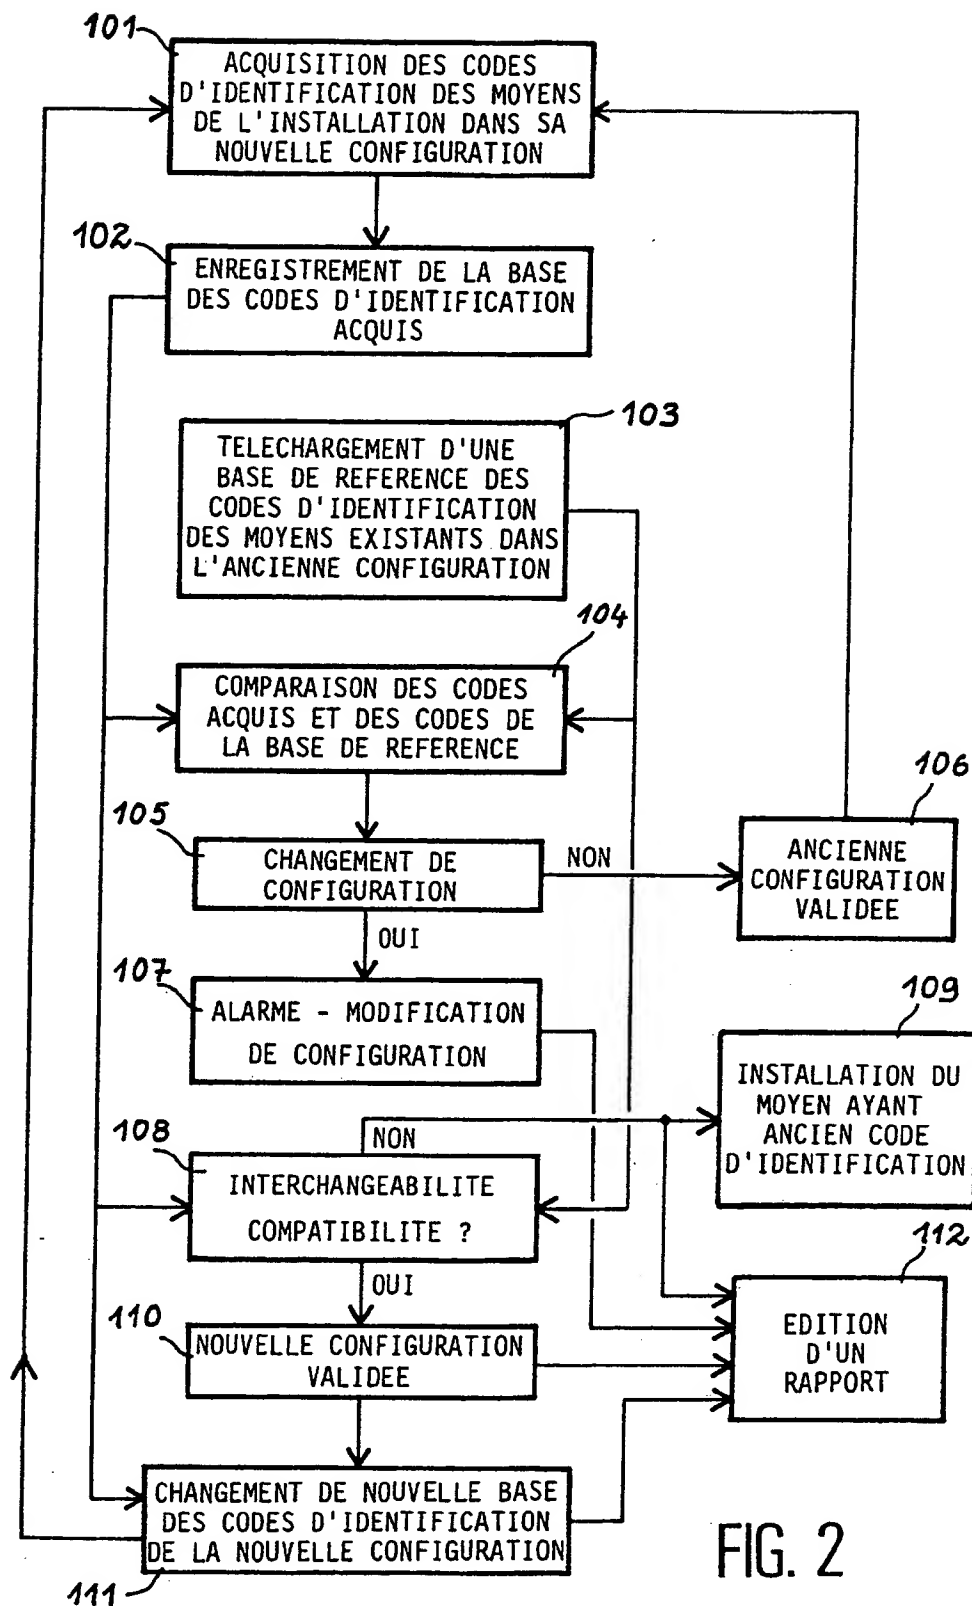 101
ACQUISITION DES CODES
D'IDENTIFICATION DES MOYENS
DE L'INSTALLATION DANS SA
NOUVELLE CONFIGURATION
102
ENREGISTREMENT DE LA BASE
DES CODES D'IDENTIFICATION
ACQUIS
103
TELECHARGEMENT D'UNE
BASE DE REFERENCE DES
CODES D'IDENTIFICATION
DES MOYENS EXISTANTS DANS
L'ANCIENNE CONFIGURATION
104
COMPARAISON DES CODES
ACQUIS ET DES CODES DE
LA BASE DE REFERENCE
105
CHANGEMENT DE
CONFIGURATION
NON
OUI
106
ANCIENNE
CONFIGURATION
VALIDEE
107
ALARME - MODIFICATION
DE CONFIGURATION
108
NON
INTERCHANGEABILITE
COMPATIBILITE ?
OUI
109
INSTALLATION DU
MOYEN AYANT
ANCIEN CODE
D'IDENTIFICATION
110
NOUVELLE CONFIGURATION
VALIDEE
112
EDITION
D'UN
RAPPORT
CHANGEMENT DE NOUVELLE BASE
DES CODES D'IDENTIFICATION
DE LA NOUVELLE CONFIGURATION
111
FIG. 2